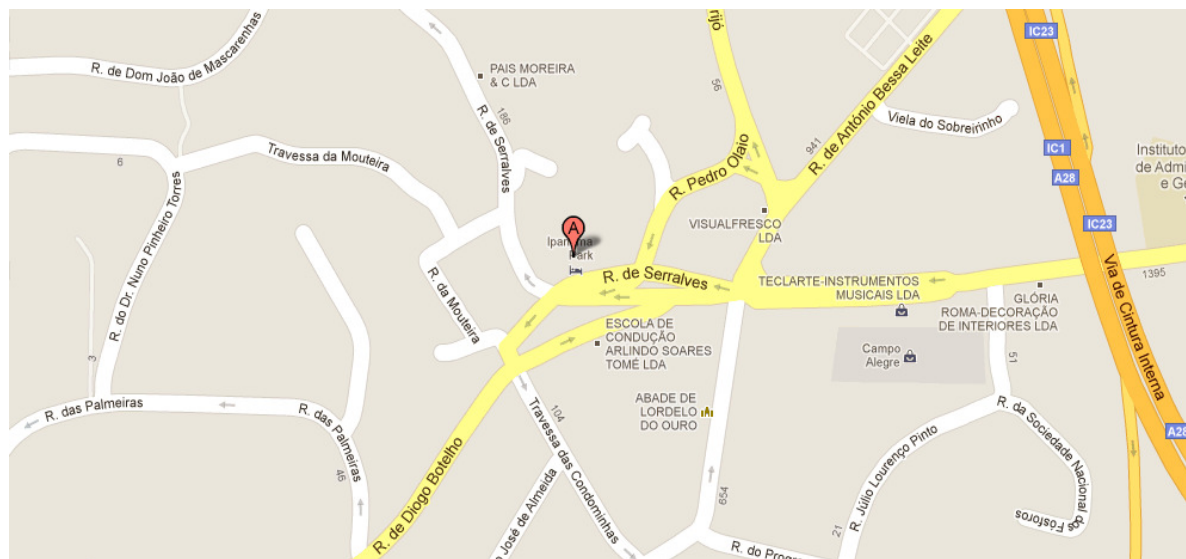 IC23
rijó
R. de Dom João de Mascarenhas
PAIS MOREIRA
& C LDA
56
R. de António Bessa Leite
186
R. de Serralves
Viela do Sobreirinho
941
Travessa da Mouteira
6
IC1
Instituto
de Admi
e Ge
A28
R. Pedro Olaio
R. do Dr. Nuno Pinheiro Torres
A
VISUALFRESCO
LDA
IC23
Park
R. de Serralves
R. da Mouteira
TECLARTE-INSTRUMENTOS
MUSICAIS LDA
1395
GLÓRIA
ROMA-DECORAÇÃO
DE INTERIORES LDA
Via de Cintura Interna
ESCOLA DE
CONDUÇÃO
ARLINDO SOARES
TOMÉ LDA
Campo
Alegre
3
51
R. das Palmeiras
R. das Palmeiras
104
Travessa das Condominhas
ABADE DE
LORDELO
DO OURO
R. da Sociedade Nacional dos
Fósforos
A28
46
R. de Diogo Botelho
José de Almeida
654
R. Júlio Lourenço Pinto
21
R. do Progre